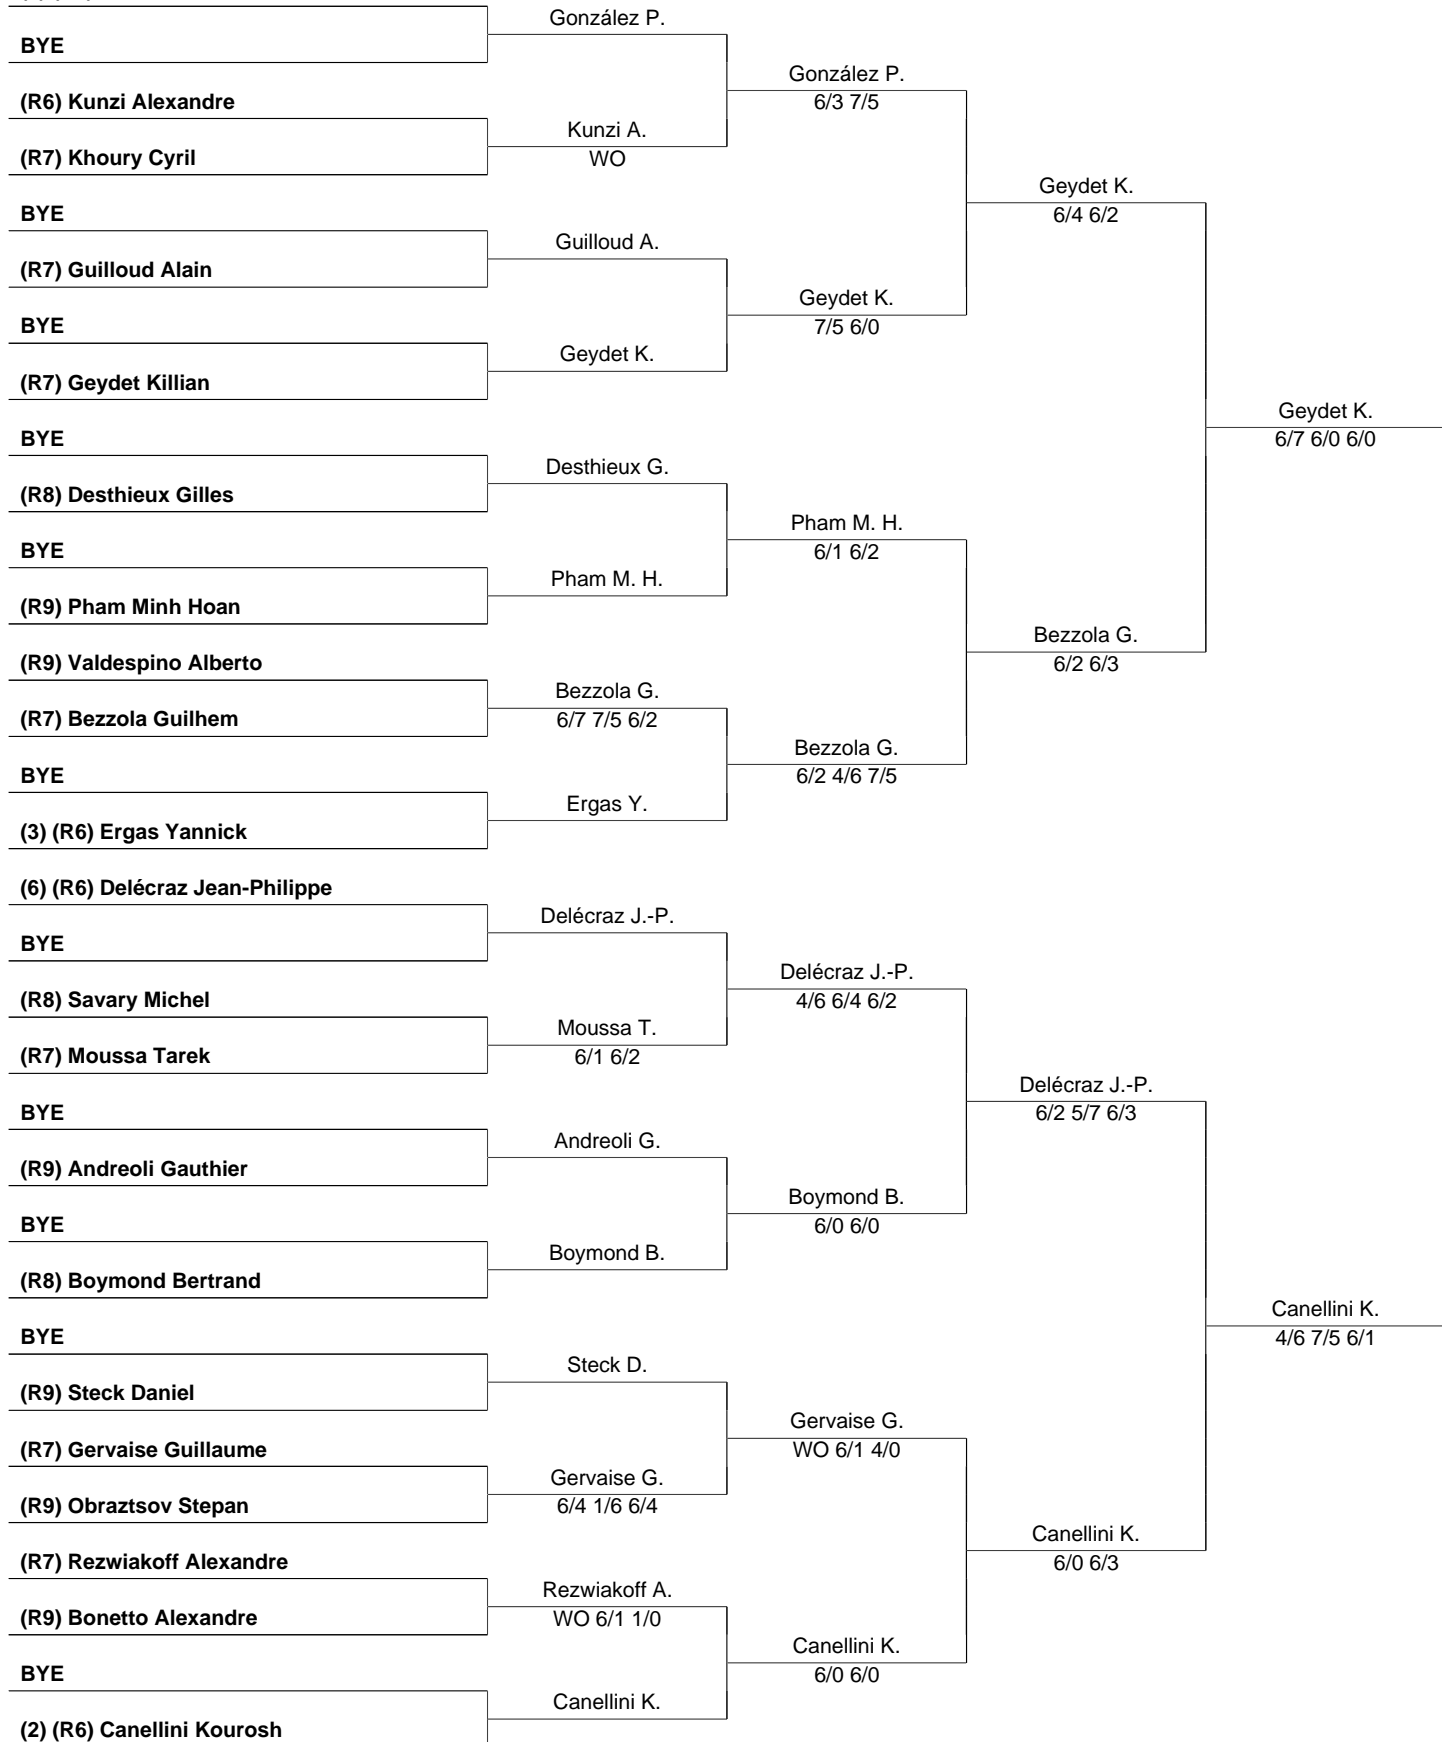 González P.
BYE
González P.
6/3 7/5
(R6) Kunzi Alexandre
Kunzi A.
WO
(R7) Khoury Cyril
Geydet K.
6/4 6/2
BYE
Guilloud A.
(R7) Guilloud Alain
Geydet K.
7/5 6/0
BYE
Geydet K.
(R7) Geydet Killian
Geydet K.
6/7 6/0 6/0
BYE
Desthieux G.
(R8) Desthieux Gilles
Pham M. H.
6/1 6/2
BYE
Pham M. H.
(R9) Pham Minh Hoan
Bezzola G.
6/2 6/3
(R9) Valdespino Alberto
Bezzola G.
6/7 7/5 6/2
(R7) Bezzola Guilhem
Bezzola G.
6/2 4/6 7/5
BYE
Ergas Y.
(3) (R6) Ergas Yannick
(6) (R6) Delécraz Jean-Philippe
Delécraz J.-P.
BYE
Delécraz J.-P.
4/6 6/4 6/2
(R8) Savary Michel
Moussa T.
6/1 6/2
(R7) Moussa Tarek
Delécraz J.-P.
6/2 5/7 6/3
BYE
Andreoli G.
(R9) Andreoli Gauthier
Boymond B.
6/0 6/0
BYE
Boymond B.
(R8) Boymond Bertrand
Canellini K.
4/6 7/5 6/1
BYE
Steck D.
(R9) Steck Daniel
Gervaise G.
WO 6/1 4/0
(R7) Gervaise Guillaume
Gervaise G.
6/4 1/6 6/4
(R9) Obraztsov Stepan
Canellini K.
6/0 6/3
(R7) Rezwiakoff Alexandre
Rezwiakoff A.
WO 6/1 1/0
(R9) Bonetto Alexandre
Canellini K.
6/0 6/0
BYE
Canellini K.
(2) (R6) Canellini Kourosh